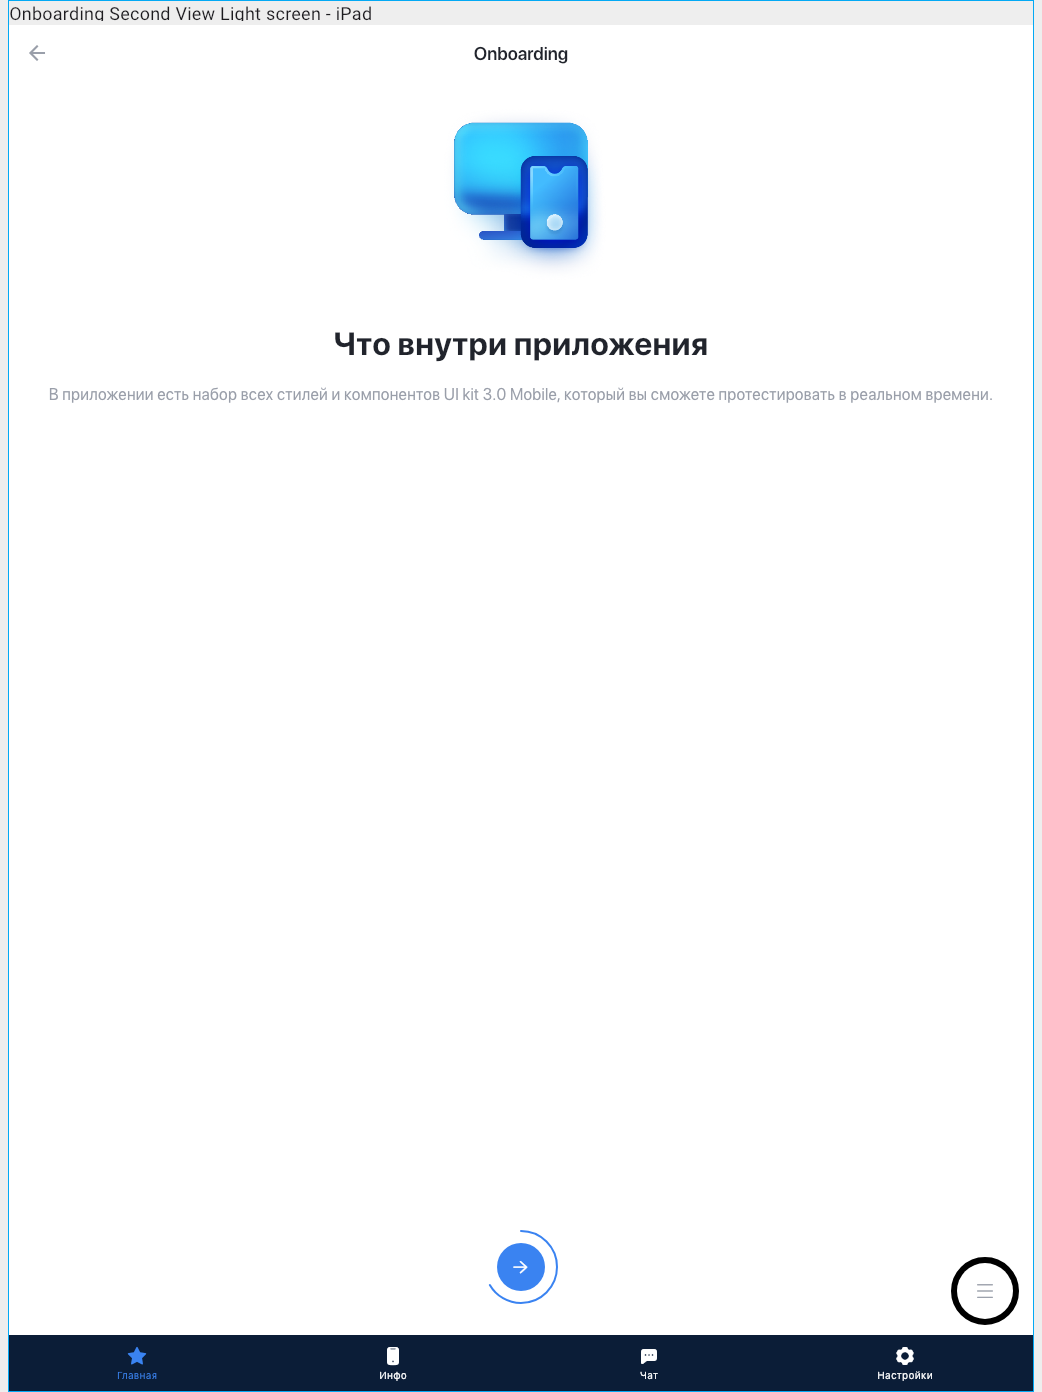 Onboarding Second View Light screen - iPad
Onboarding
Что внутри приложения
В приложении есть набор всех стилей и компонентов UI kit 3.0 Mobile, который вы сможете протестировать в реальном времени.
Главная
Инфо
Чат
Настройки